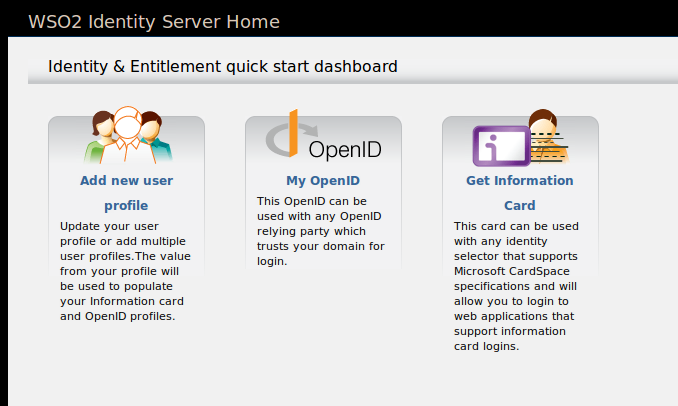 WSO2 Identity Server Home
Identity & Entitlement quick start dashboard
OpenID
Add new user
profile
Update your user
profile or add multiple
user profiles.The value
from your profile will
be used to populate
your Information card
and OpenID profiles.
My OpenID
This OpenID can be
used with any OpenID
relying party which
trusts your domain for
login.
i
Get Information
Card
This card can be used
with any identity
selector that supports
Microsoft CardSpace
specifications and will
allow you to login to
web applications that
support information
card logins.